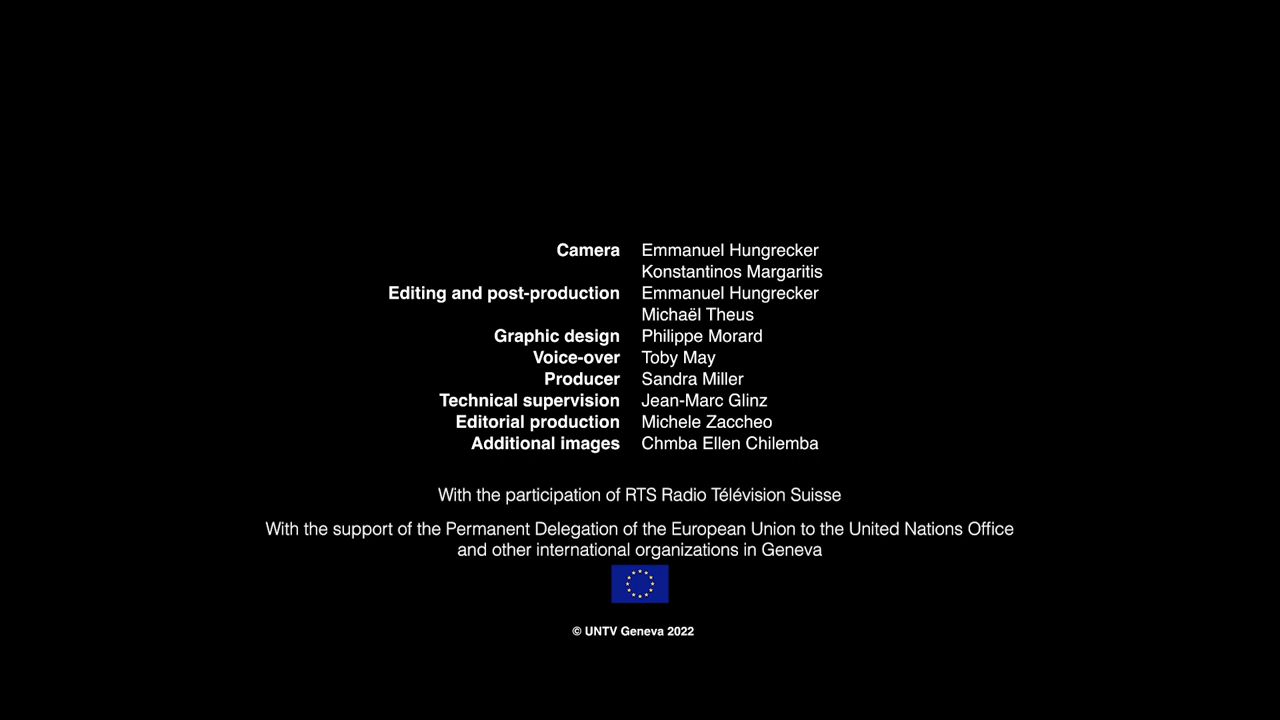 Camera Emmanuel Hungrecker
Konstantinos Margaritis
Editing and post-production Emmanuel Hungrecker
Michaël Theus
Graphic design Philippe Morard
Voice-over Toby May
Producer Sandra Miller
Technical supervision Jean-Marc Glinz
Editorial production Michele Zaccheo
Additional images Chmba Ellen Chilemba
With the participation of RTS Radio Télévision Suisse
With the support of the Permanent Delegation of the European Union to the United Nations Office
and other international organizations in Geneva
© UNTV Geneva 2022